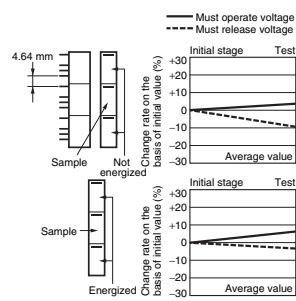 Must operate voltage
Must release voltage
4.64 mm
Sample
Not
energized
Change rate on the
basis of initial value (%)
Initial stage
Test
+30
+20
+10
0
−10
−20
−30
Average value
Sample
Energized
Change rate on the
basis of initial value (%)
Initial stage
Test
+30
+20
+10
0
−10
−20
−30
Average value